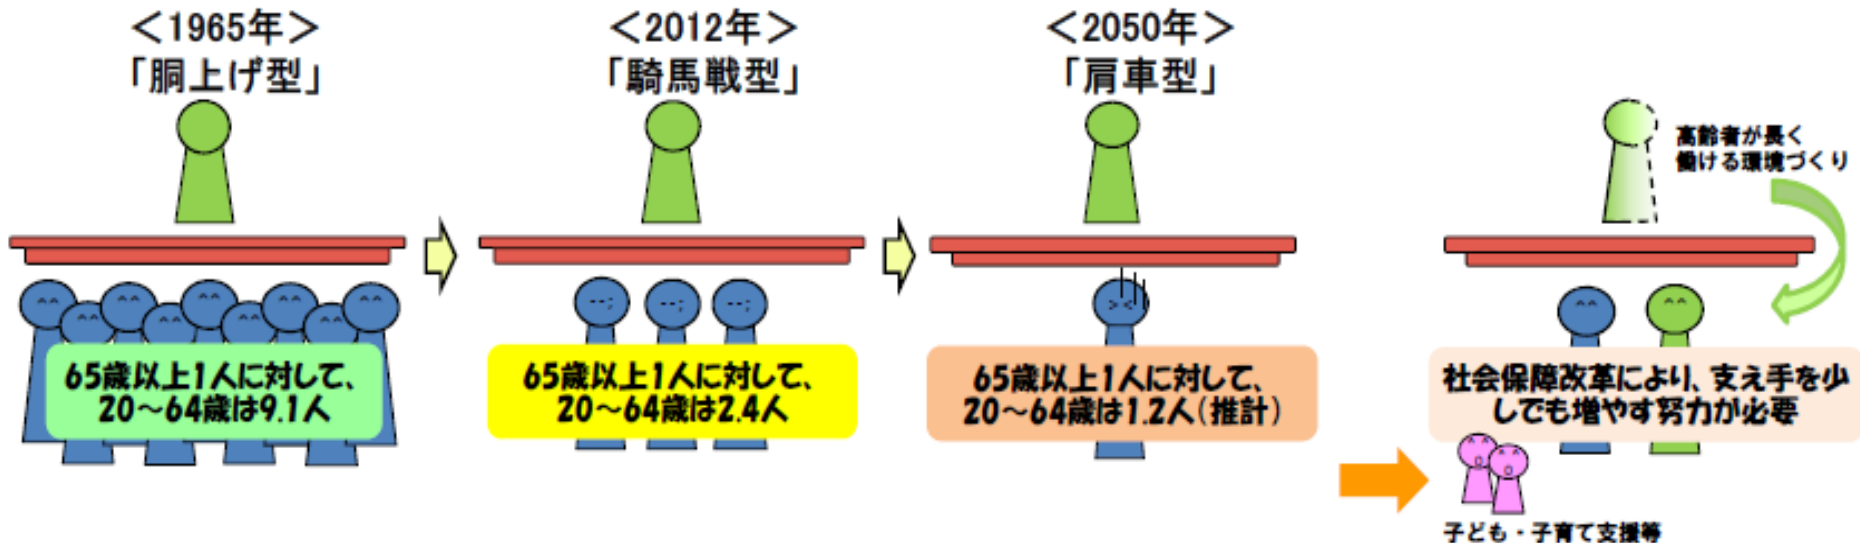 ＜1965年＞
「胴上げ型」
65歳以上1人に対して、
20～64歳は9.1人
＜2012年＞
「騎馬戦型」
65歳以上1人に対して、
20～64歳は2.4人
＜2050年＞
「肩車型」
65歳以上1人に対して、
20～64歳は1.2人(推計)
高齢者が長く
働ける環境づくり
社会保障改革により、支え手を少
しでも増やす努力が必要
子ども・子育て支援等